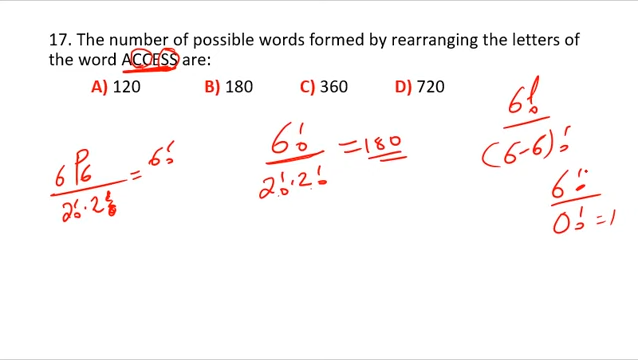 17. The number of possible words formed by rearranging the letters of
the word ACCESS are:
A) 120 B) 180 C) 360 D) 720
6P6 / 2! · 2! = 6!
6! / 2! · 2! = 180
6! / (6-6)!
6! / 0! = 1